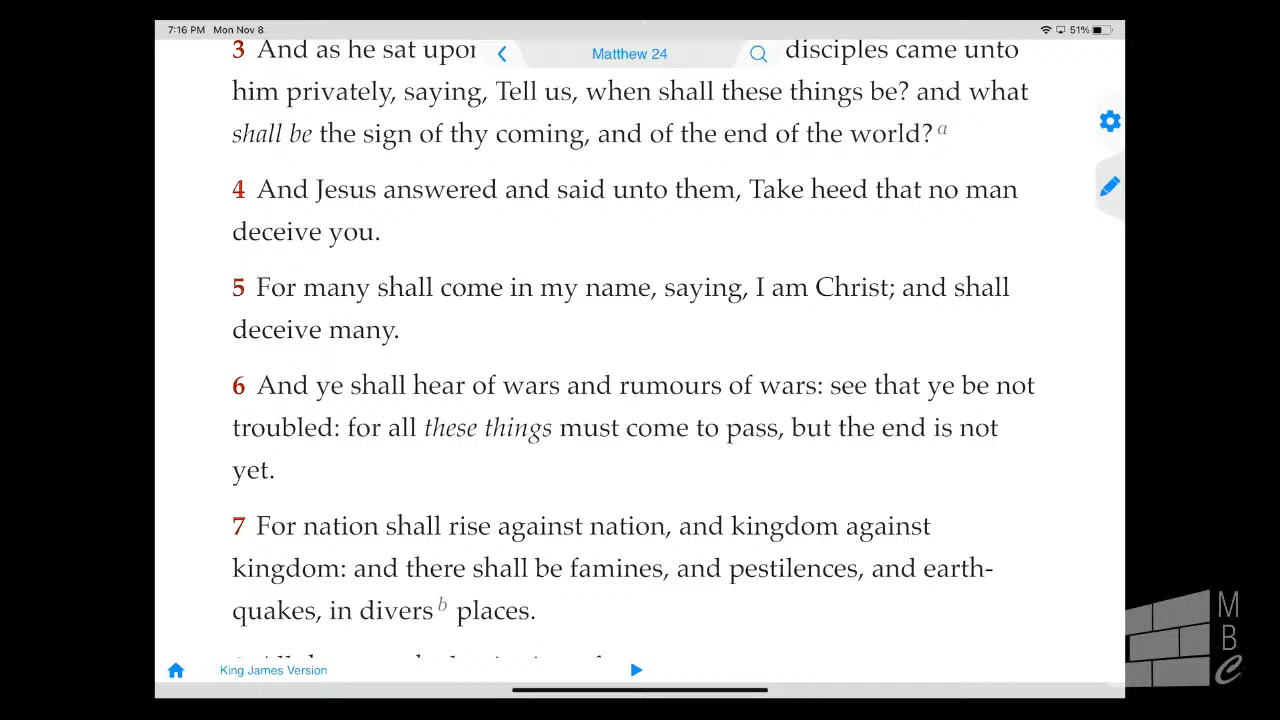 7:16 PM Mon Nov 8
51%
Matthew 24
3 And as he sat upon disciples came unto
him privately, saying, Tell us, when shall these things be? and what
shall be the sign of thy coming, and of the end of the world? a
4 And Jesus answered and said unto them, Take heed that no man
deceive you.
5 For many shall come in my name, saying, I am Christ; and shall
deceive many.
6 And ye shall hear of wars and rumours of wars: see that ye be not
troubled: for all these things must come to pass, but the end is not
yet.
7 For nation shall rise against nation, and kingdom against
kingdom: and there shall be famines, and pestilences, and earth-
quakes, in divers b places.
King James Version
M
B
C